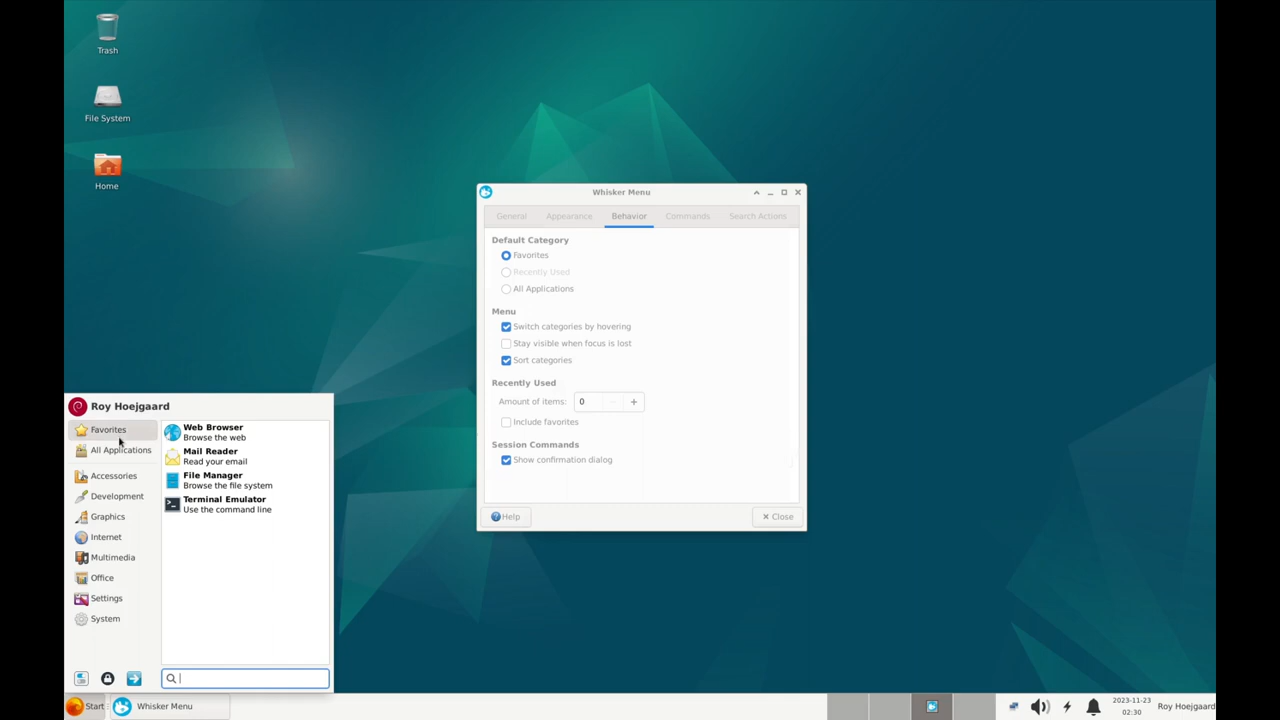 Trash
File System
Home
Whisker Menu
General Appearance Behavior Commands Search Actions
Default Category
Favorites
Recently Used
All Applications
Menu
Switch categories by hovering
Stay visible when focus is lost
Sort categories
Recently Used
Amount of items: 0 - +
Include favorites
Session Commands
Show confirmation dialog
Help Close
Roy Hoejgaard
Favorites
All Applications
Accessories
Development
Graphics
Internet
Multimedia
Office
Settings
System
Web Browser
Browse the web
Mail Reader
Read your email
File Manager
Browse the file system
Terminal Emulator
Use the command line
Start Whisker Menu
2023-11-23
02:30
Roy Hoejgaard